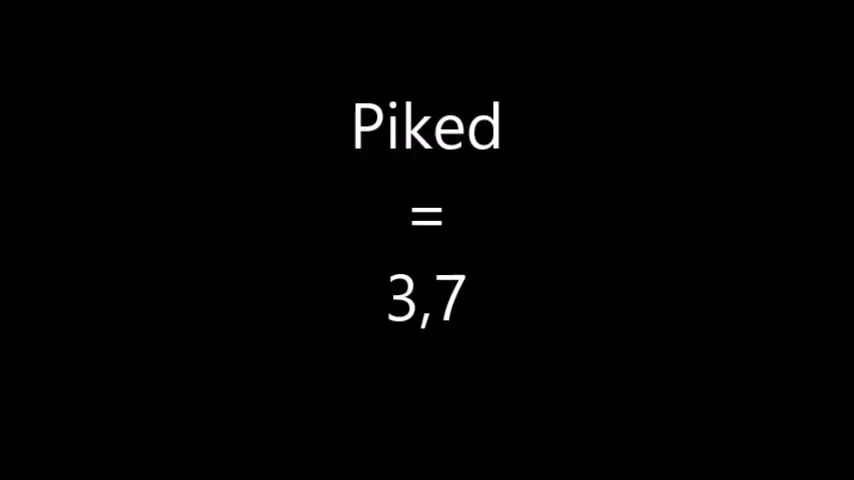 Piked
=
3,7